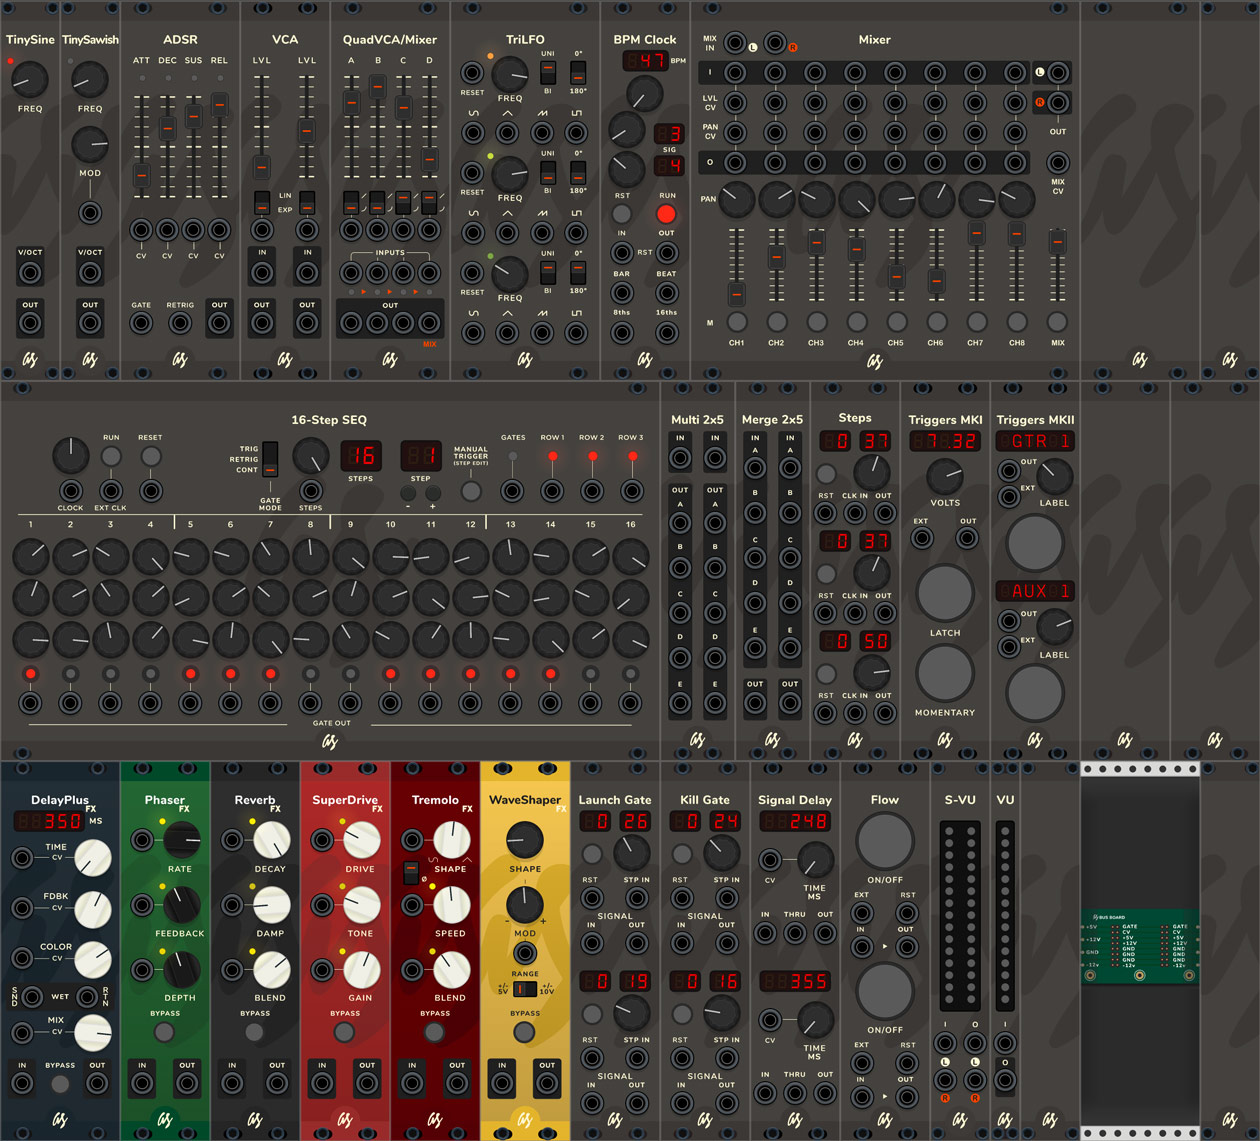 TinySine
TinySawish
ADSR
VCA
QuadVCA/Mixer
TriLFO
BPM Clock
Mixer
FREQ
V/OCT
OUT
FREQ
MOD
V/OCT
OUT
ATT DEC SUS REL
CV CV CV CV
GATE RETRIG OUT
LVL LVL
LIN
EXP
IN IN
OUT OUT
A B C D
INPUTS
OUT
MIX
UNI 0°
RESET FREQ BI 180°
UNI 0°
RESET FREQ BI 180°
UNI 0°
RESET FREQ BI 180°
47 BPM
3
SIG
4
RST RUN
IN OUT
RST
BAR BEAT
8ths 16ths
MIX IN L R
I L
LVL CV R
PAN CV OUT
O
MIX CV
PAN
M
CH1 CH2 CH3 CH4 CH5 CH6 CH7 CH8 MIX
16-Step SEQ
RUN RESET
CLOCK EXT CLK
TRIG
RETRIG
CONT
GATE MODE
STEPS
16
STEPS
1
STEP
- +
MANUAL
TRIGGER
(STEP EDIT)
GATES ROW 1 ROW 2 ROW 3
1 2 3 4 5 6 7 8 9 10 11 12 13 14 15 16
GATE OUT
Multi 2x5
IN IN
OUT OUT
A A
B B
C C
D D
E E
Merge 2x5
IN IN
A A
B B
C C
D D
E E
OUT OUT
Steps
0 37
RST CLK IN OUT
0 37
RST CLK IN OUT
0 50
RST CLK IN OUT
Triggers MKI
7.32
VOLTS
EXT OUT
LATCH
MOMENTARY
Triggers MKII
GTR 1
OUT
EXT
LABEL
AUX 1
OUT
EXT
LABEL
DelayPlus
FX
350 MS
TIME
CV
FDBK
CV
COLOR
CV
SND WET RTN
MIX
CV
IN BYPASS OUT
Phaser
FX
RATE
FEEDBACK
DEPTH
BYPASS
IN OUT
Reverb
FX
DECAY
DAMP
BLEND
BYPASS
IN OUT
SuperDrive
FX
DRIVE
TONE
GAIN
BYPASS
IN OUT
Tremolo
FX
SHAPE
Ø
SPEED
BLEND
BYPASS
IN OUT
WaveShaper
FX
SHAPE
- +
MOD
RANGE
+/- 5V +/- 10V
BYPASS
IN OUT
Launch Gate
0 26
RST STP IN
SIGNAL
IN OUT
0 19
RST STP IN
SIGNAL
IN OUT
Kill Gate
0 24
RST STP IN
SIGNAL
IN OUT
0 16
RST STP IN
SIGNAL
IN OUT
Signal Delay
248
CV TIME MS
IN THRU OUT
355
CV TIME MS
IN THRU OUT
Flow
ON/OFF
EXT RST
IN OUT
ON/OFF
EXT RST
IN OUT
S-VU
I O
L L
R R
VU
I
O
BUS BOARD
+5V
+12V
GND
-12v
GATE GATE
CV CV
+5V +5V
+12V +12V
GND GND
GND GND
GND GND
-12v -12v